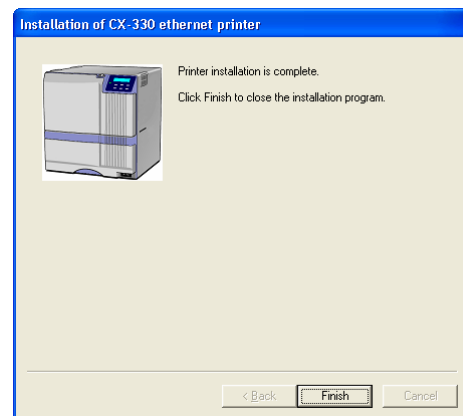 Installation of CX-330 ethernet printer
Printer installation is complete.
Click Finish to close the installation program.
< Back Finish Cancel